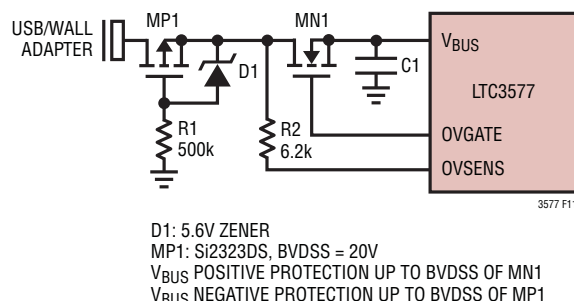 USB/WALL
ADAPTER
MP1
MN1
D1
C1
VBUS
LTC3577
R1
500k
R2
6.2k
OVGATE
OVSENS
3577 F11
D1: 5.6V ZENER
MP1: Si2323DS, BVDSS = 20V
VBUS POSITIVE PROTECTION UP TO BVDSS OF MN1
VBUS NEGATIVE PROTECTION UP TO BVDSS OF MP1